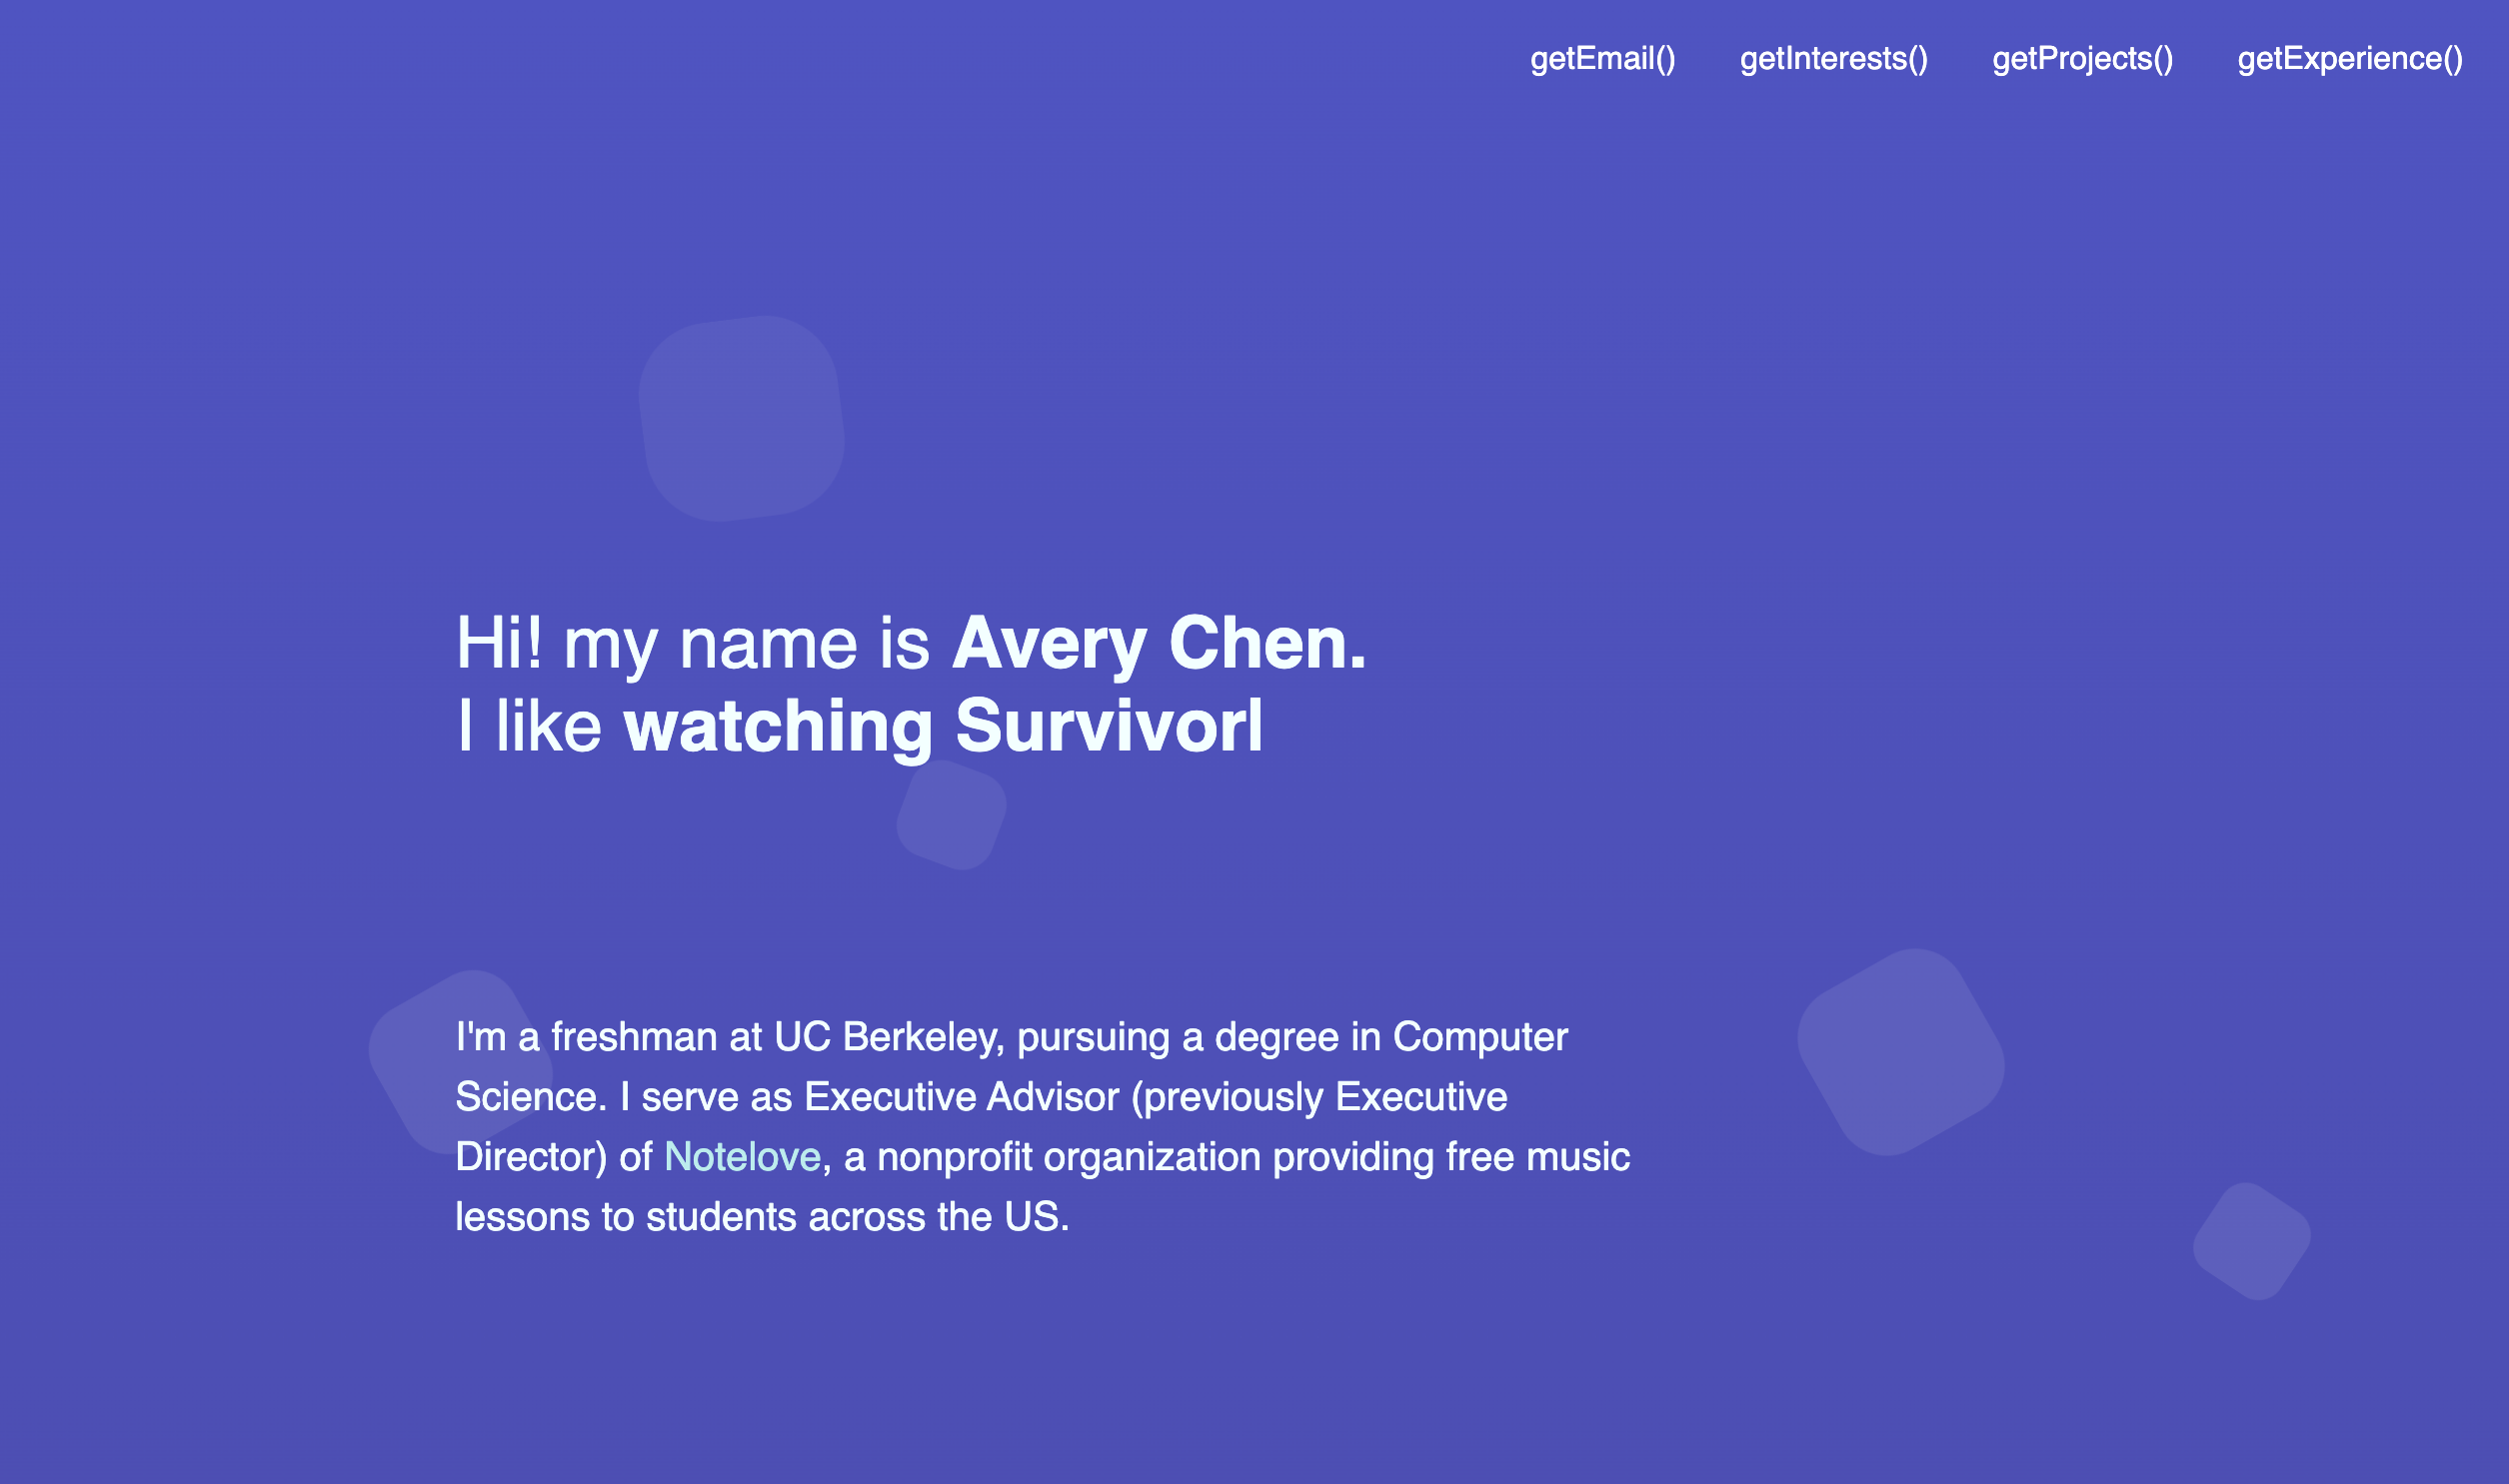 getEmail() getInterests() getProjects() getExperience()
Hi! my name is Avery Chen.
I like watching Survivor|
I'm a freshman at UC Berkeley, pursuing a degree in Computer
Science. I serve as Executive Advisor (previously Executive
Director) of Notelove, a nonprofit organization providing free music
lessons to students across the US.